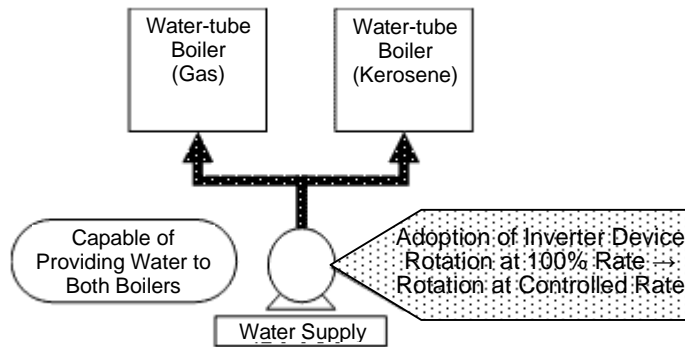 Water-tube
Boiler
(Gas)
Water-tube
Boiler
(Kerosene)
Capable of
Providing Water to
Both Boilers
Adoption of Inverter Device
Rotation at 100% Rate →
Rotation at Controlled Rate
Water Supply